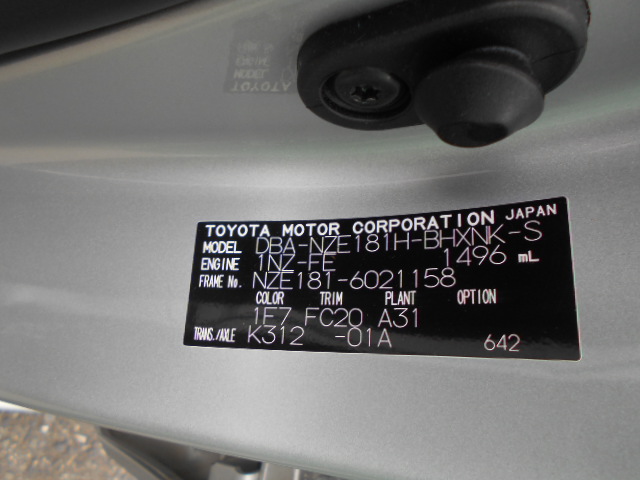 TOYOTA MOTOR CORPORATION JAPAN
MODEL DBA-NZE181H-BHXNK-S
ENGINE 1NZ-FE 1496 mL
FRAME No. NZE181-6021158
COLOR TRIM PLANT OPTION
1F7 FC20 A31
TRANS./AXLE K312 -01A 642